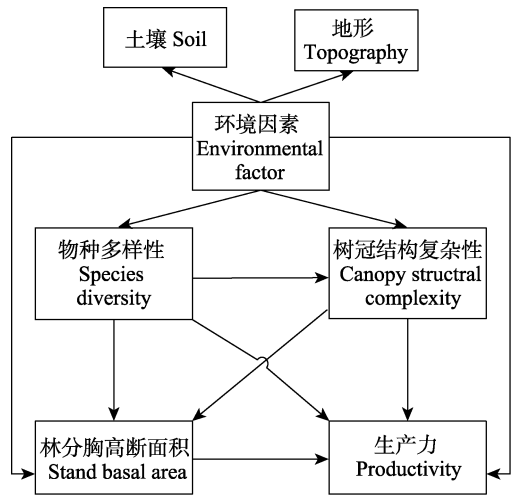 土壤 Soil
地形
Topography
环境因素
Environmental
factor
物种多样性
Species
diversity
树冠结构复杂性
Canopy structral
complexity
林分胸高断面积
Stand basal area
生产力
Productivity